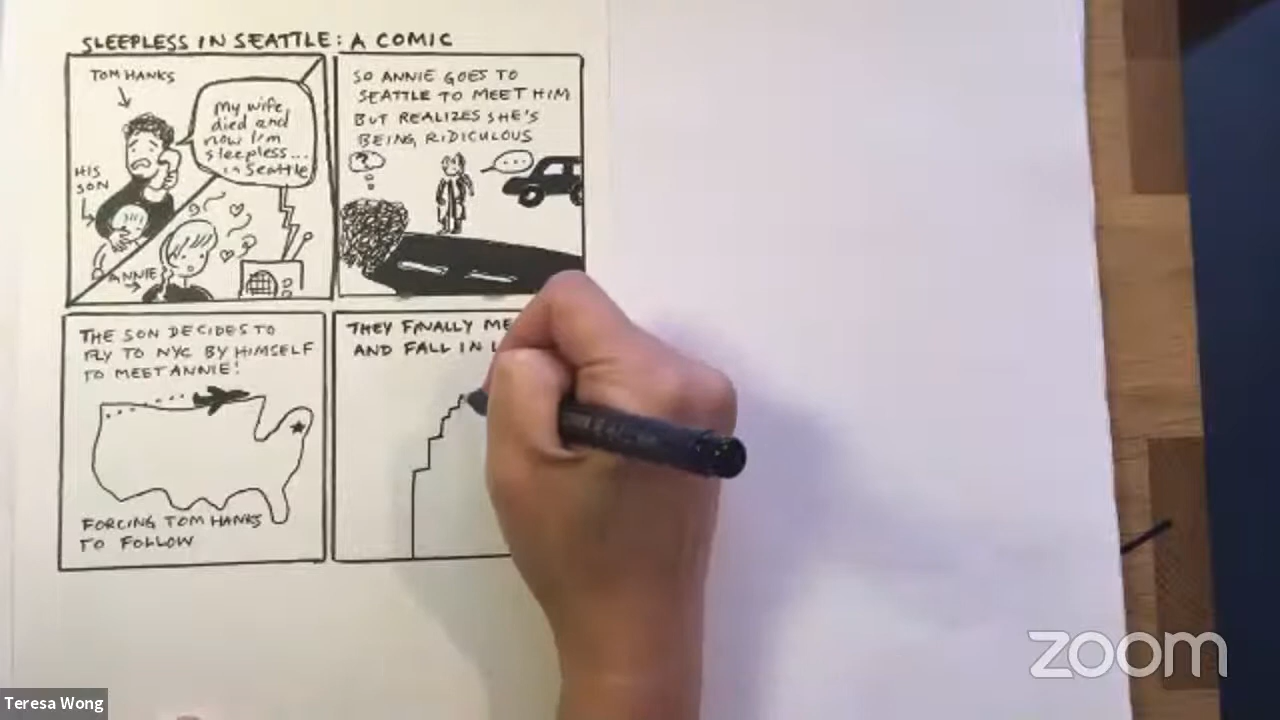 SLEEPLESS IN SEATTLE: A COMIC
TOM HANKS
My wife
died and
now I'm
sleepless...
in Seattle
HIS
SON
ANNIE
SO ANNIE GOES TO
SEATTLE TO MEET HIM
BUT REALIZES SHE'S
BEING RIDICULOUS
?
...
THE SON DECIDES TO
FLY TO NYC BY HIMSELF
TO MEET ANNIE!
FORCING TOM HANKS
TO FOLLOW
THEY FINALLY ME
AND FALL IN L
zoom
Teresa Wong